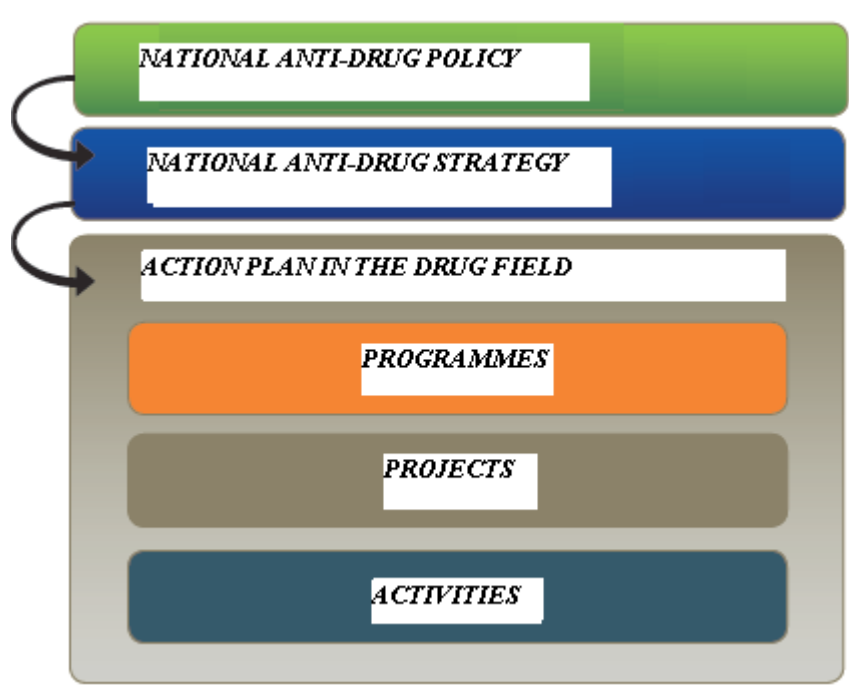 NATIONAL ANTI-DRUG POLICY
NATIONAL ANTI-DRUG STRATEGY
ACTION PLAN IN THE DRUG FIELD
PROGRAMMES
PROJECTS
ACTIVITIES